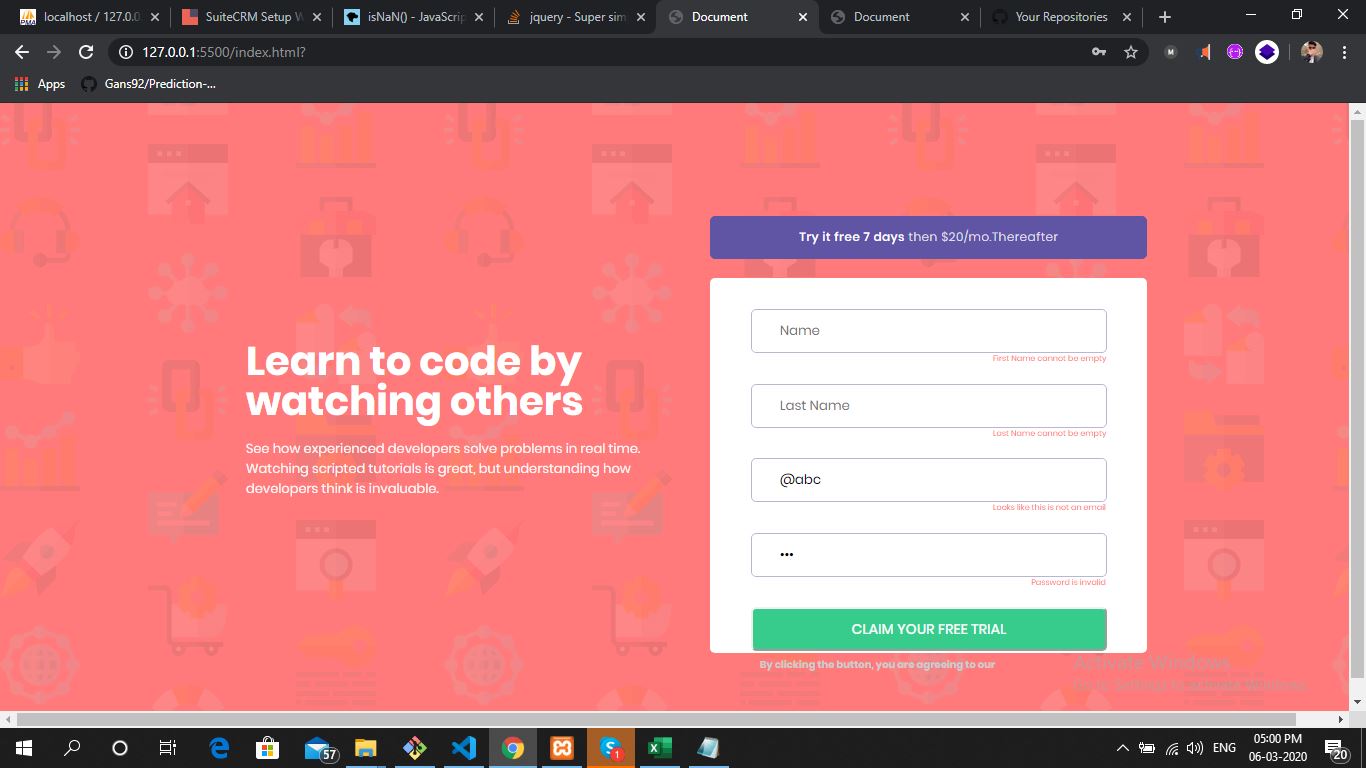 localhost / 127.0.0.
SuiteCRM Setup W
isNaN() - JavaScrip
jquery - Super sim
Document
Document
Your Repositories
127.0.0.1:5500/index.html?
M
Apps
Gans92/Prediction-...
Try it free 7 days then $20/mo.Thereafter
Name
First Name cannot be empty
Learn to code by
watching others
Last Name
Last Name cannot be empty
See how experienced developers solve problems in real time.
Watching scripted tutorials is great, but understanding how
developers think is invaluable.
@abc
Looks like this is not an email
•••
Password is invalid
CLAIM YOUR FREE TRIAL
By clicking the button, you are agreeing to our
Activate Windows
Go to Settings to activate Windows.
57
1
ENG
05:00 PM
06-03-2020
20